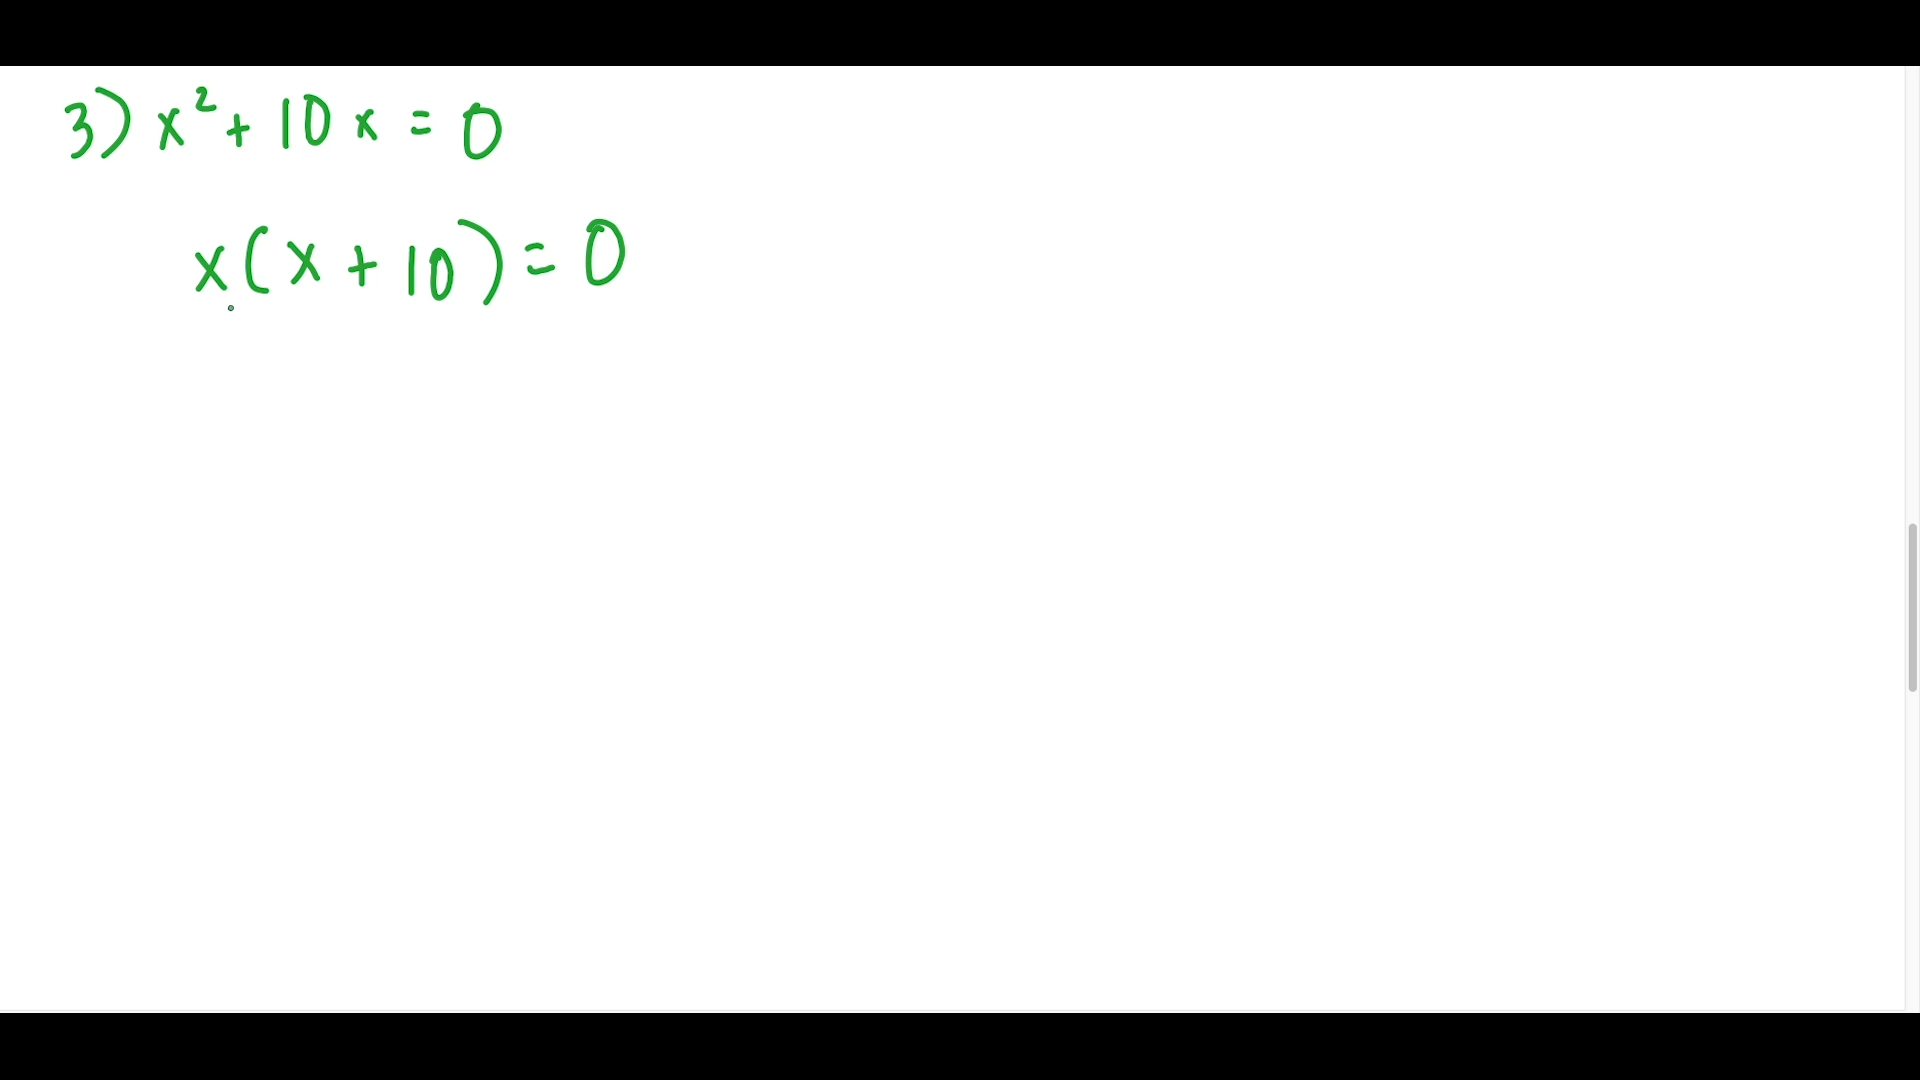 3) x² + 10x = 0
x(x + 10) = 0